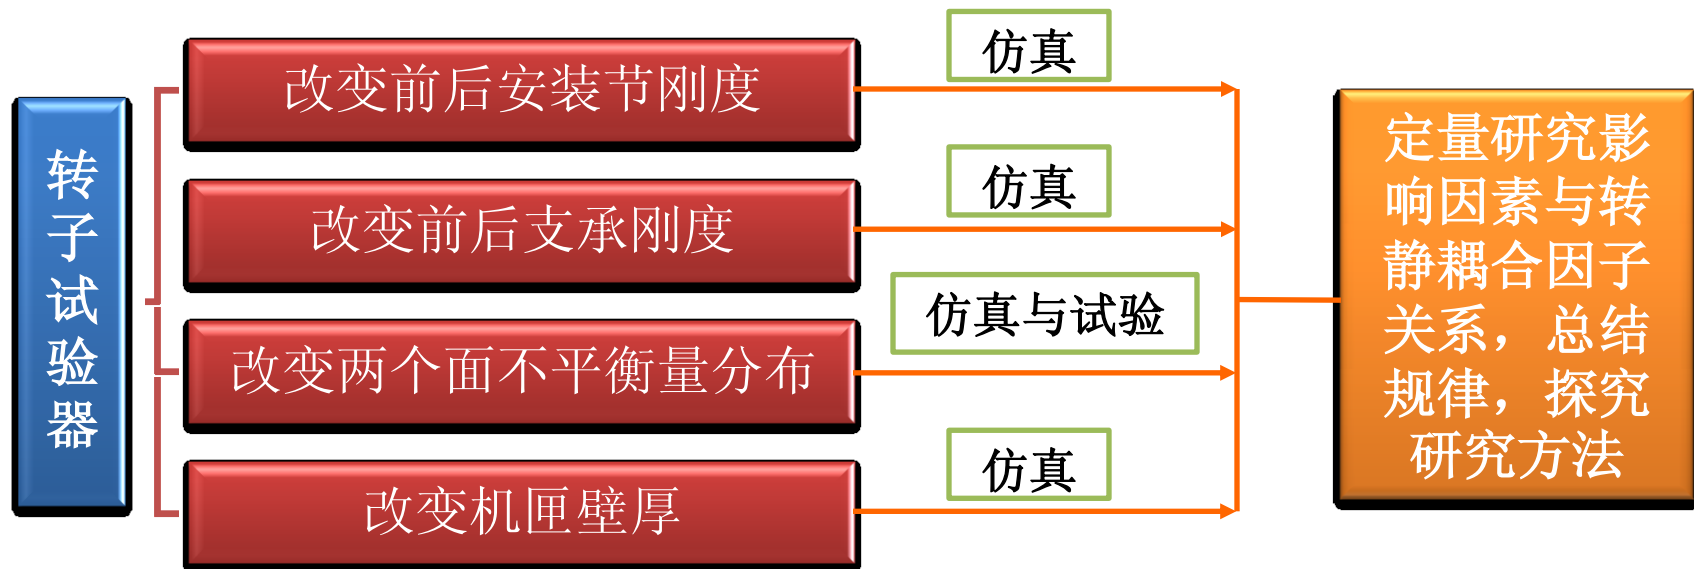 转子试验器
改变前后安装节刚度
仿真
改变前后支承刚度
仿真
改变两个面不平衡量分布
仿真与试验
改变机匣壁厚
仿真
定量研究影
响因素与转
静耦合因子
关系，总结
规律，探究
研究方法